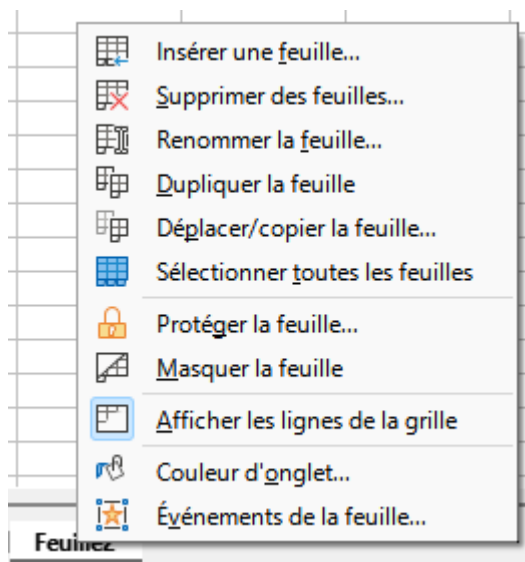 Insérer une feuille...
Supprimer des feuilles...
Renommer la feuille...
Dupliquer la feuille
Déplacer/copier la feuille...
Sélectionner toutes les feuilles
Protéger la feuille...
Masquer la feuille
Afficher les lignes de la grille
Couleur d'onglet...
Événements de la feuille...